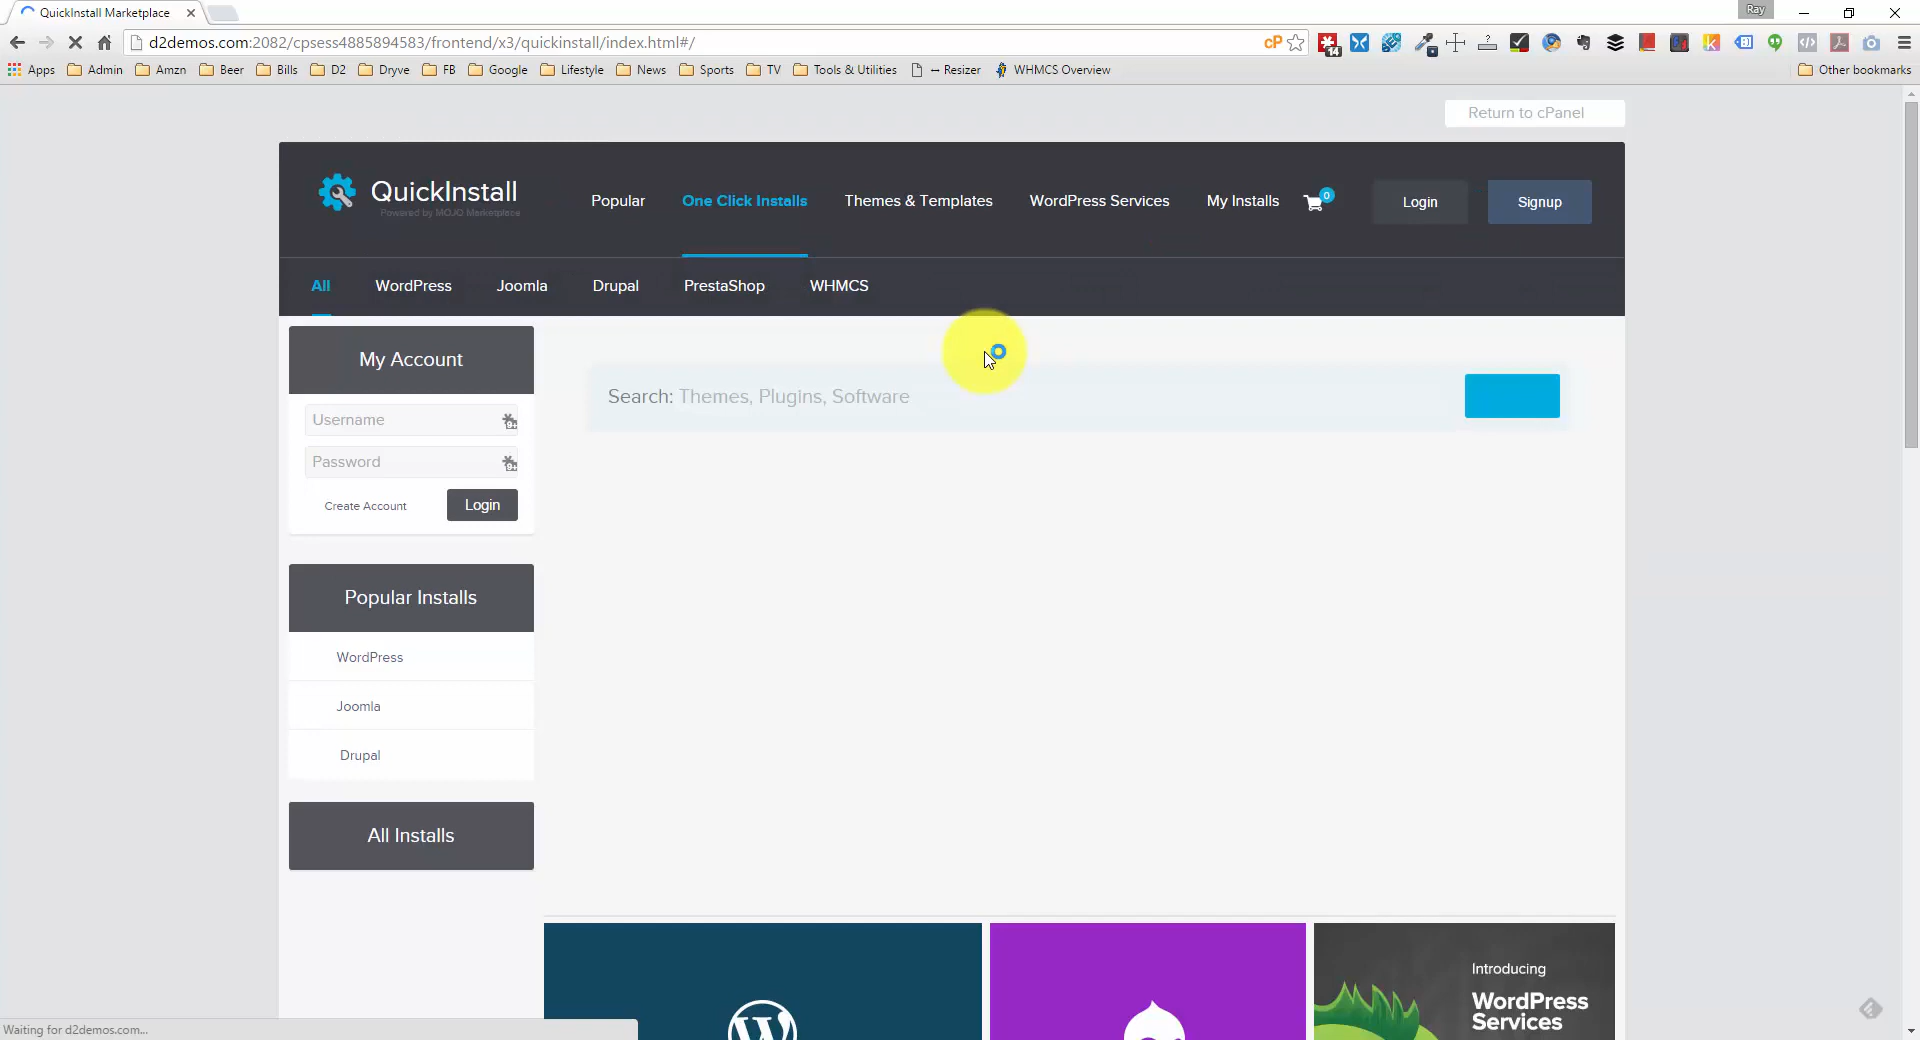 QuickInstall Marketplace
Ray
d2demos.com:2082/cpsess4885894583/frontend/x3/quickinstall/index.html#/
cP
14
Apps Admin Amzn Beer Bills D2 Dryve FB Google Lifestyle News Sports TV Tools & Utilities ↔ Resizer WHMCS Overview Other bookmarks
Return to cPanel
QuickInstall
Powered by MOJO Marketplace
Popular One Click Installs Themes & Templates WordPress Services My Installs 0 Login Signup
All WordPress Joomla Drupal PrestaShop WHMCS
My Account
Username
9+
Password
9+
Create Account Login
Search: Themes, Plugins, Software
Popular Installs
WordPress
Joomla
Drupal
All Installs
Introducing
WordPress
Services
Waiting for d2demos.com...